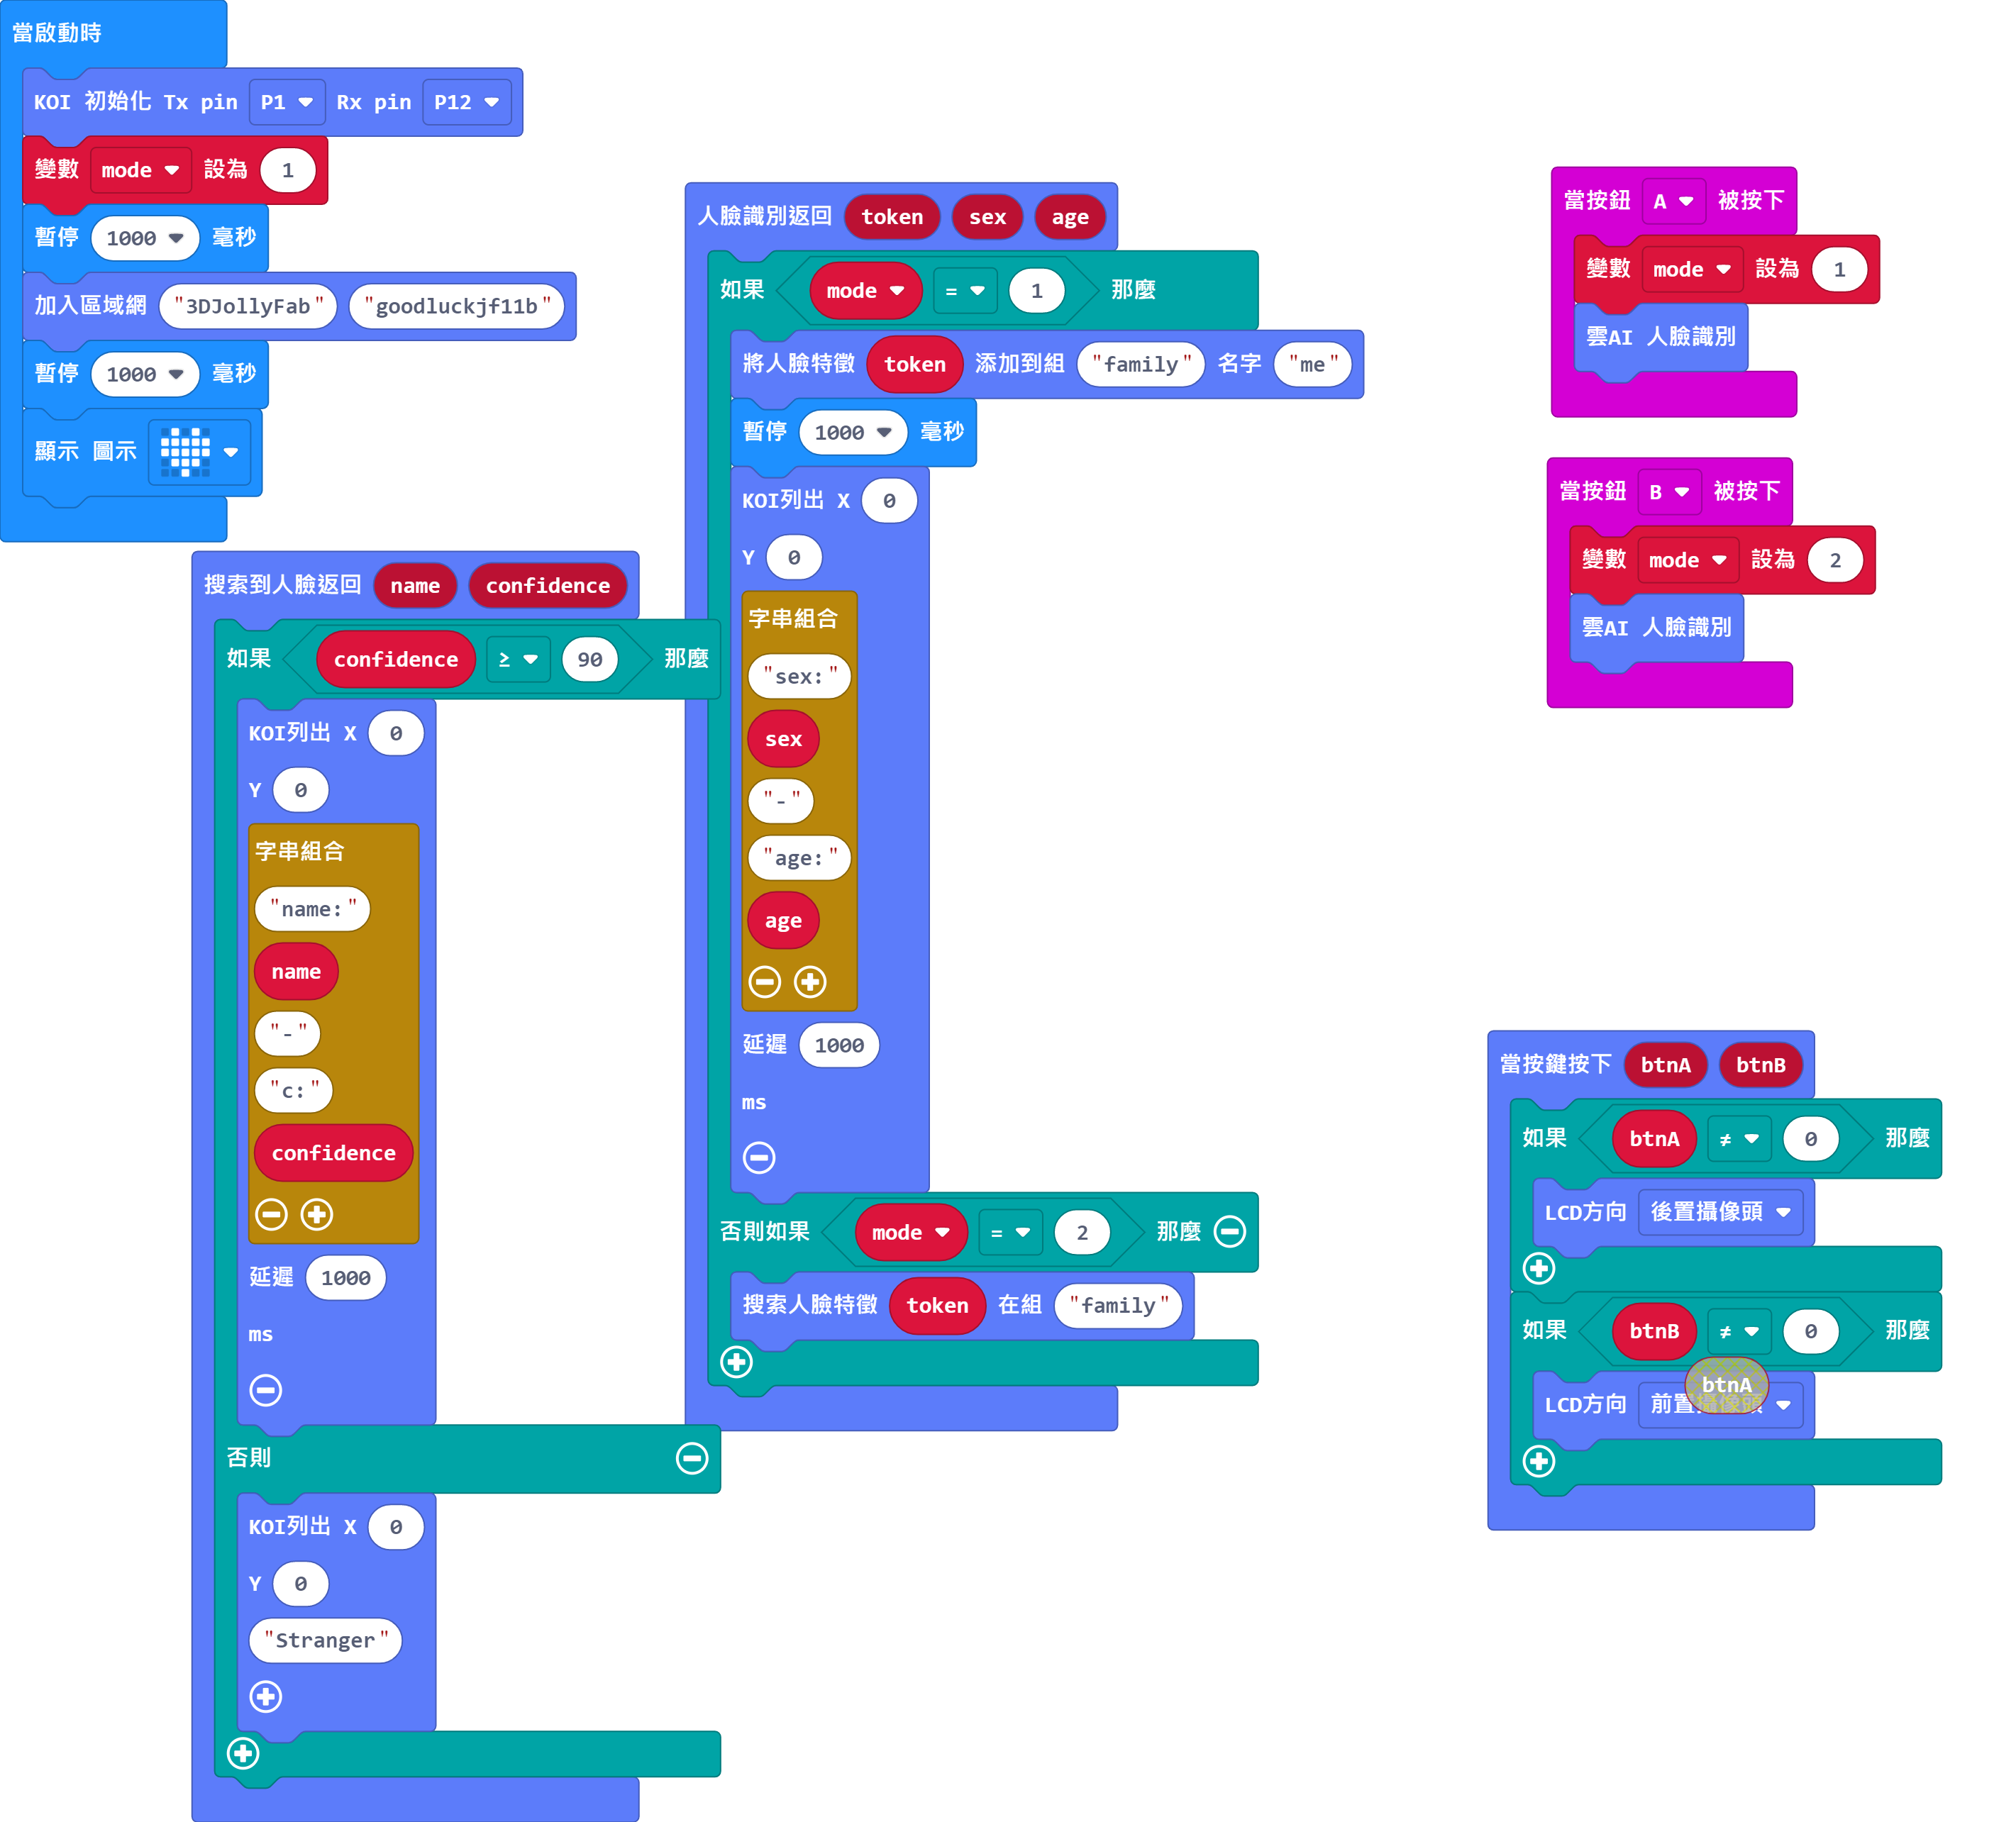 當啟動時
KOI 初始化 Tx pin P1 Rx pin P12
變數 mode 設為 1
暫停 1000 毫秒
加入區域網 "3DJollyFab" "goodluckjf11b"
暫停 1000 毫秒
顯示 圖示
搜索到人臉返回 name confidence
如果 confidence ≥ 90 那麼
KOI列出 X 0
Y 0
字串組合
"name:"
name
"-"
"c:"
confidence
延遲 1000
ms
否則
KOI列出 X 0
Y 0
"Stranger"
人臉識別返回 token sex age
如果 mode = 1 那麼
將人臉特徵 token 添加到組 "family" 名字 "me"
暫停 1000 毫秒
KOI列出 X 0
Y 0
字串組合
"sex:"
sex
"-"
"age:"
age
延遲 1000
ms
否則如果 mode = 2 那麼
搜索人臉特徵 token 在組 "family"
當按鈕 A 被按下
變數 mode 設為 1
雲AI 人臉識別
當按鈕 B 被按下
變數 mode 設為 2
雲AI 人臉識別
當按鍵按下 btnA btnB
如果 btnA ≠ 0 那麼
LCD方向 後置攝像頭
如果 btnB ≠ 0 那麼
btnA
LCD方向 前置攝像頭